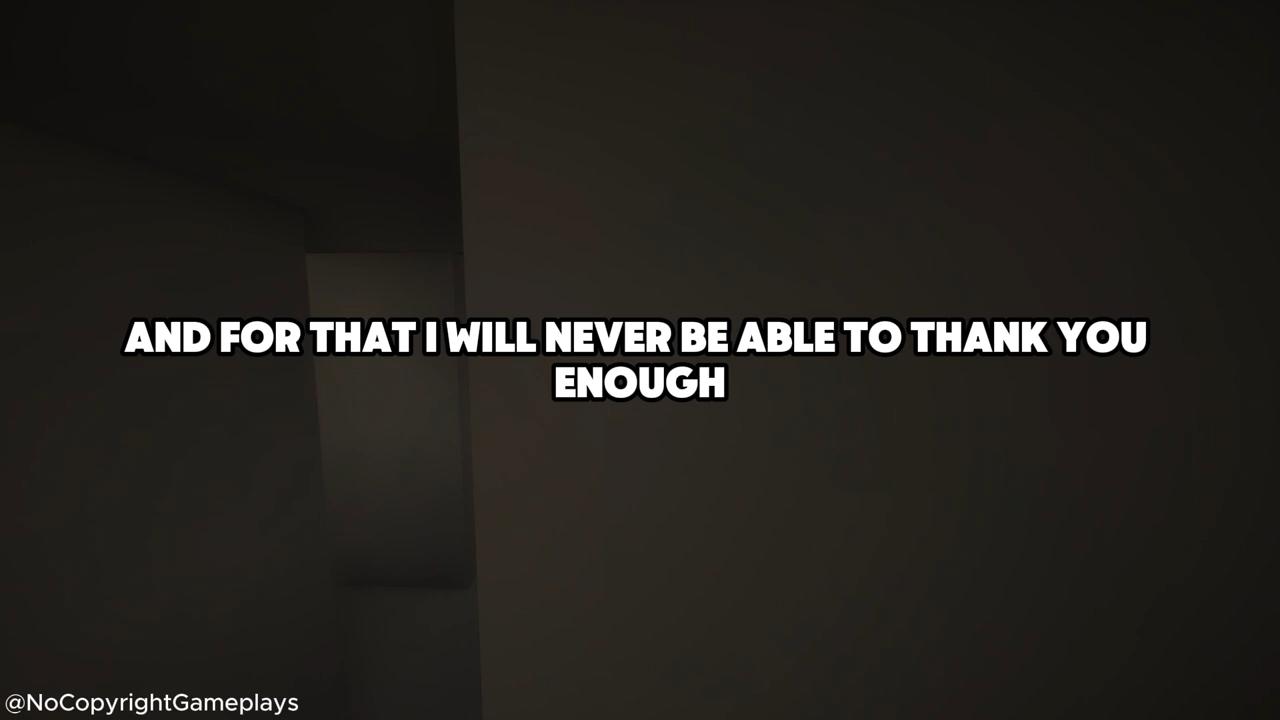 AND FOR THAT I WILL NEVER BE ABLE TO THANK YOU
ENOUGH
@NoCopyrightGameplays